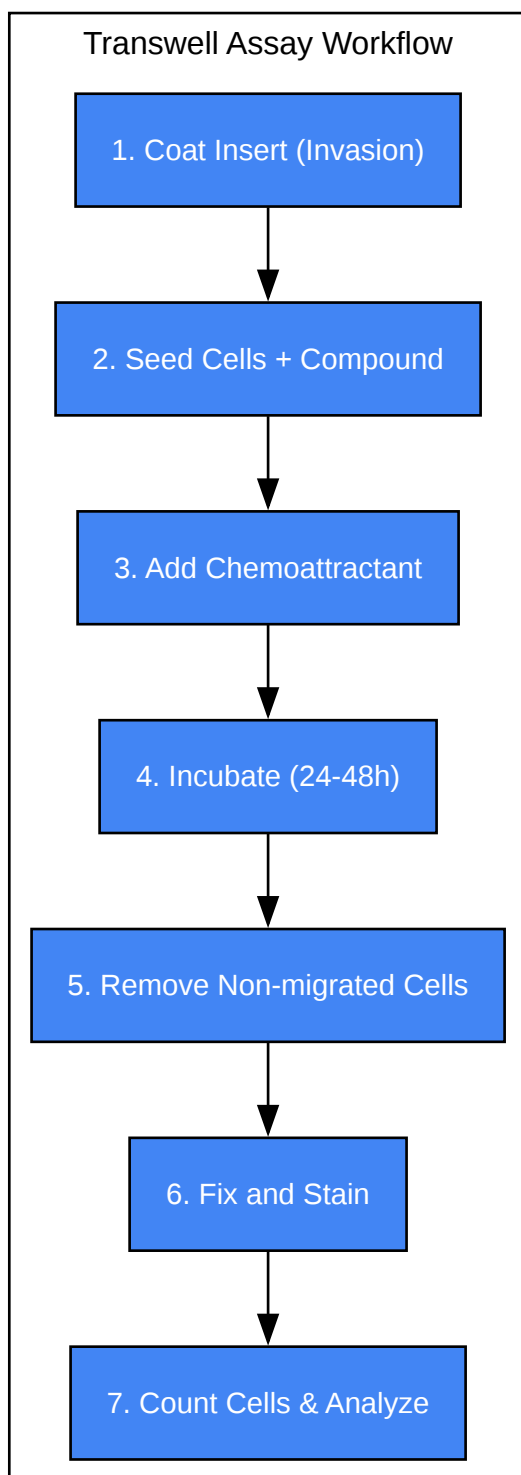 Transwell Assay Workflow
1. Coat Insert (Invasion)
2. Seed Cells + Compound
3. Add Chemoattractant
4. Incubate (24-48h)
5. Remove Non-migrated Cells
6. Fix and Stain
7. Count Cells & Analyze